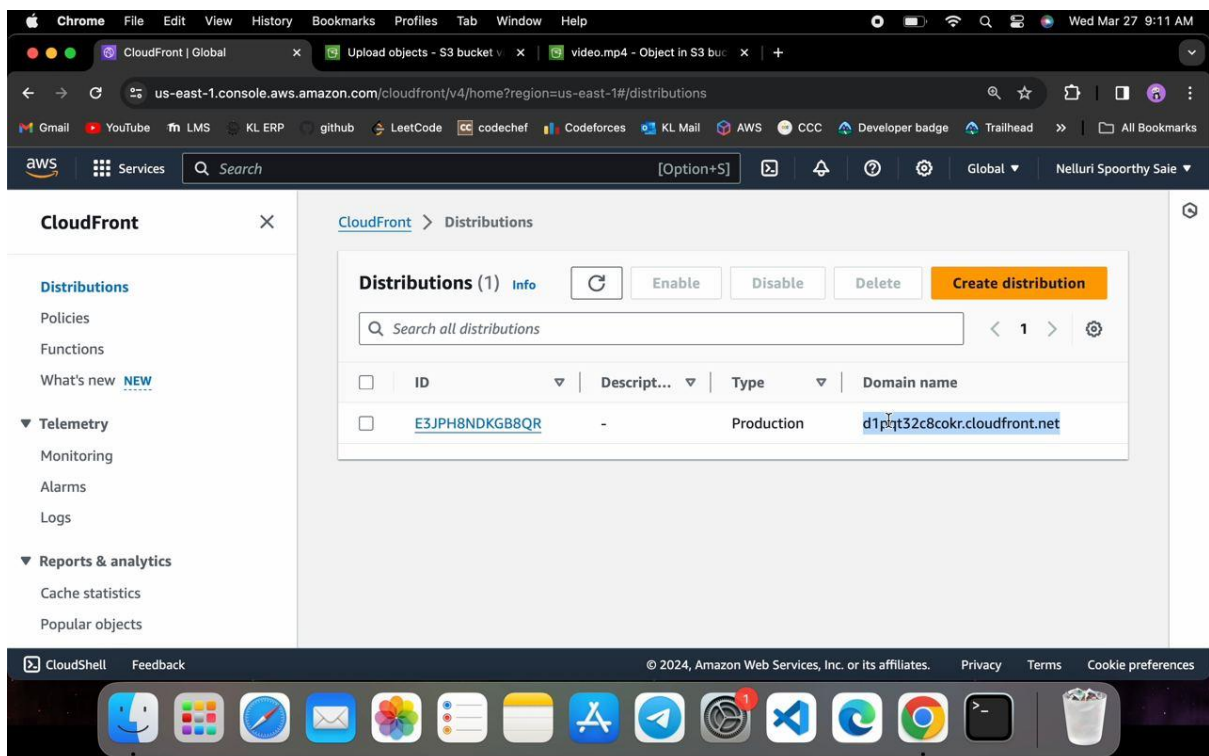 Chrome File Edit View History Bookmarks Profiles Tab Window Help Wed Mar 27 9:11 AM
CloudFront | Global Upload objects - S3 bucket v video.mp4 - Object in S3 buc
us-east-1.console.aws.amazon.com/cloudfront/v4/home?region=us-east-1#/distributions
Gmail YouTube LMS KL ERP github LeetCode codechef Codeforces KL Mail AWS CCC Developer badge Trailhead » All Bookmarks
aws Services Search [Option+S] Global Nelluri Spoorthy Saie
CloudFront
Distributions
Policies
Functions
What's new NEW
Telemetry
Monitoring
Alarms
Logs
Reports & analytics
Cache statistics
Popular objects
CloudFront > Distributions
Distributions (1) Info Enable Disable Delete Create distribution
Search all distributions < 1 >
ID Descript... Type Domain name
E3JPH8NDKGB8QR - Production
CloudShell Feedback © 2024, Amazon Web Services, Inc. or its affiliates. Privacy Terms Cookie preferences
1